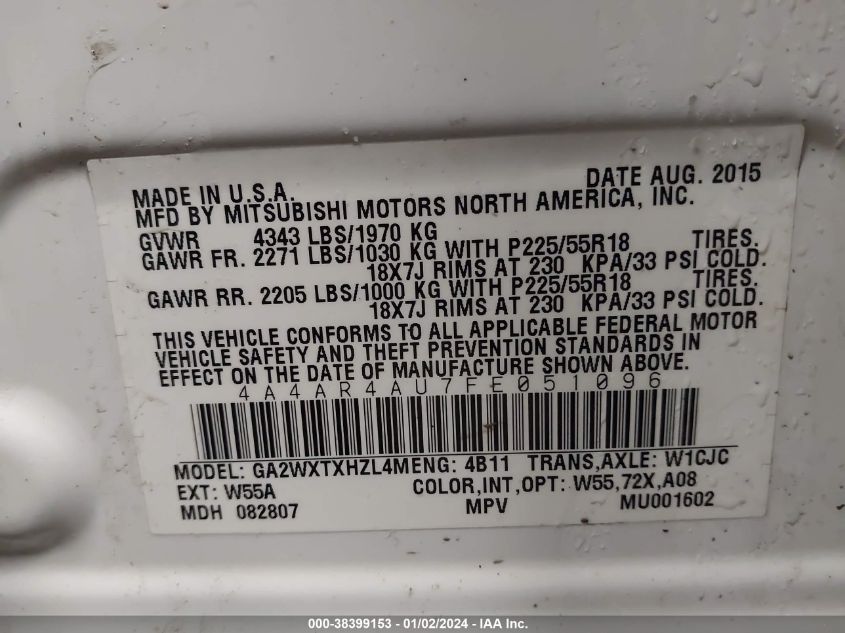 MADE IN U.S.A. DATE AUG. 2015
MFD BY MITSUBISHI MOTORS NORTH AMERICA, INC.
GVWR 4343 LBS/1970 KG
GAWR FR. 2271 LBS/1030 KG WITH P225/55R18 TIRES.
18X7J RIMS AT 230 KPA/33 PSI COLD.
GAWR RR. 2205 LBS/1000 KG WITH P225/55R18 TIRES.
18X7J RIMS AT 230 KPA/33 PSI COLD.
THIS VEHICLE CONFORMS TO ALL APPLICABLE FEDERAL MOTOR
VEHICLE SAFETY AND THEFT PREVENTION STANDARDS IN
EFFECT ON THE DATE OF MANUFACTURE SHOWN ABOVE.
4A4AR4AU7FE051096
MODEL: GA2WXTXHZL4MENG: 4B11 TRANS,AXLE: W1CJC
EXT: W55A COLOR,INT,OPT: W55,72X,A08
MDH 082807 MPV MU001602
000-38399153 - 01/02/2024 - IAA Inc.